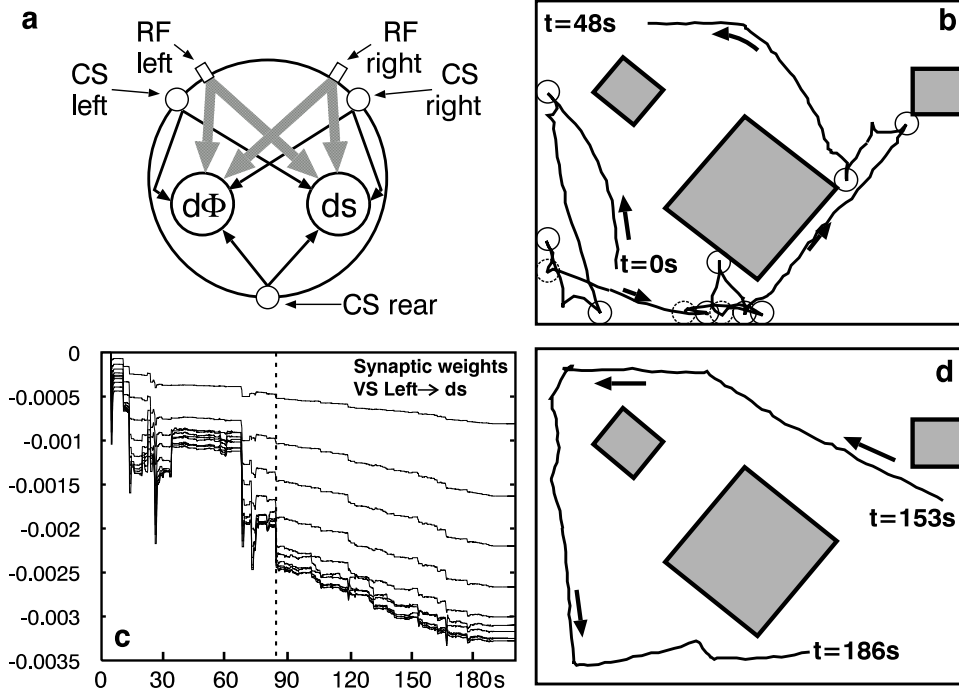 a
RF left
RF right
CS left
CS right
dΦ
ds
CS rear
b
t=48s
t=0s
c
Synaptic weights
VS Left→ ds
0
-0.0005
-0.001
-0.0015
-0.002
-0.0025
-0.003
-0.0035
0
30
60
90
120
150
180s
d
t=153s
t=186s